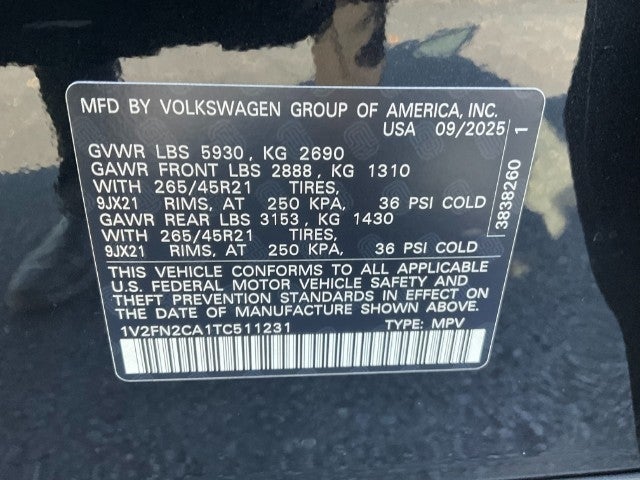 MFD BY VOLKSWAGEN GROUP OF AMERICA, INC.
USA 09/2025
GVWR LBS 5930 , KG 2690
GAWR FRONT LBS 2888 , KG 1310
WITH 265/45R21 TIRES,
9JX21 RIMS, AT 250 KPA, 36 PSI COLD
GAWR REAR LBS 3153 , KG 1430
WITH 265/45R21 TIRES,
9JX21 RIMS, AT 250 KPA, 36 PSI COLD
THIS VEHICLE CONFORMS TO ALL APPLICABLE
U.S. FEDERAL MOTOR VEHICLE SAFETY AND
THEFT PREVENTION STANDARDS IN EFFECT ON
THE DATE OF MANUFACTURE SHOWN ABOVE.
1V2FN2CA1TC511231 TYPE: MPV
3838260 1